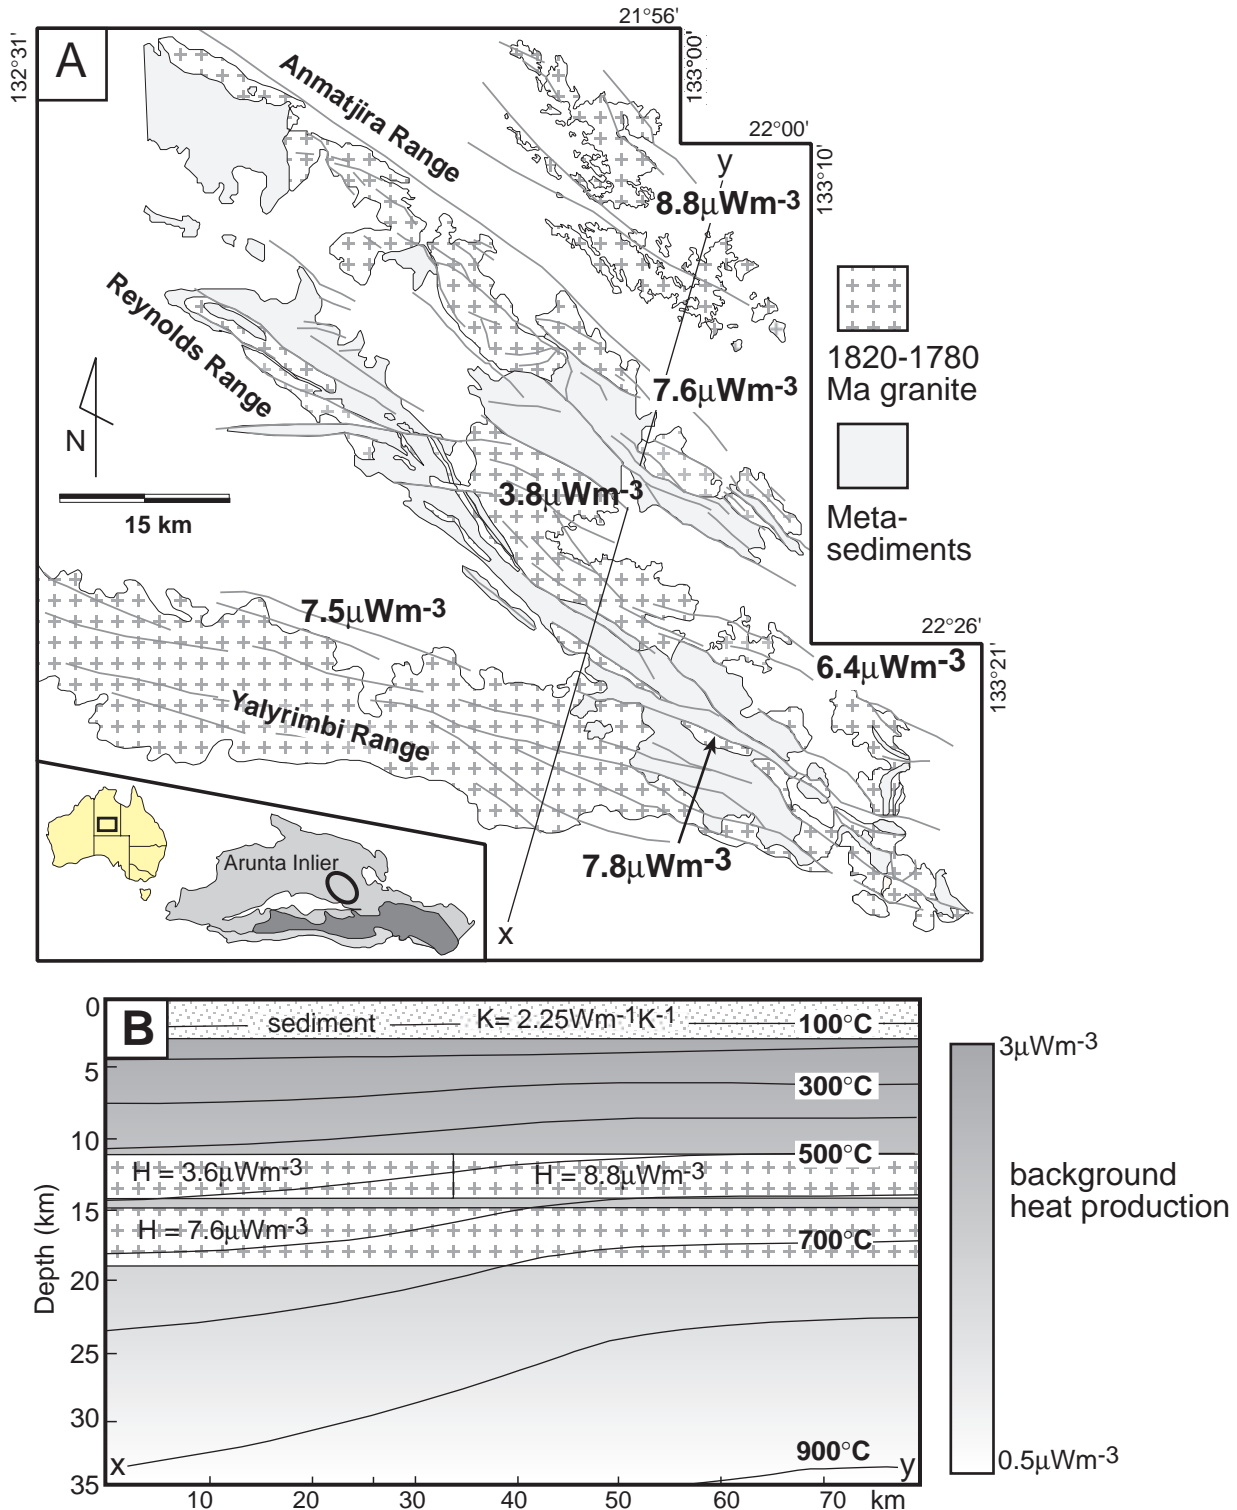 21°56'
132°31'
A
133°00'
Anmatjira Range
22°00'
133°10'
y
8.8µWm-3
Reynolds Range
1820-1780
Ma granite
7.6µWm-3
N
3.8µWm-3
15 km
Meta-
sediments
7.5µWm-3
22°26'
133°21'
6.4µWm-3
Yalyrimbi Range
7.8µWm-3
Arunta Inlier
x
B
0
5
10
15
20
25
30
35
Depth (km)
sediment
K= 2.25Wm-1K-1
100°C
300°C
500°C
H = 3.6µWm-3
H = 8.8µWm-3
H = 7.6µWm-3
700°C
900°C
x
y
10 20 30 40 50 60 70 km
3µWm-3
background
heat production
0.5µWm-3